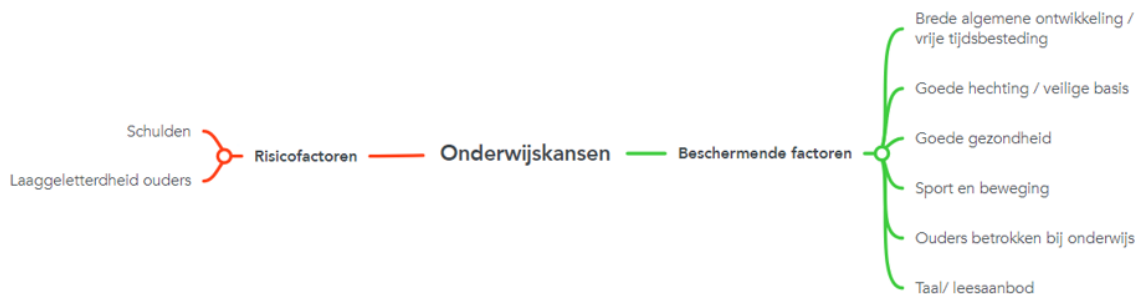 Brede algemene ontwikkeling /
vrije tijdsbesteding
Goede hechting / veilige basis
Schulden
Goede gezondheid
Risicofactoren
Onderwijskansen
Beschermende factoren
Laaggeletterdheid ouders
Sport en beweging
Ouders betrokken bij onderwijs
Taal/ leesaanbod